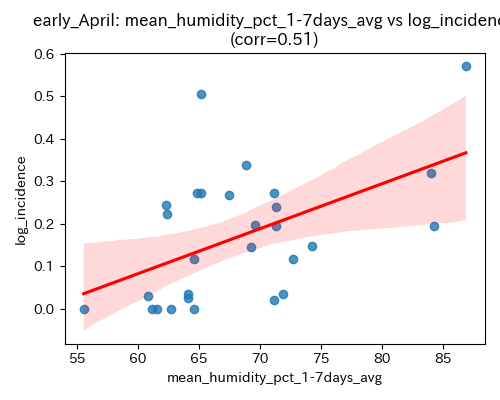 early_April: mean_humidity_pct_1-7days_avg vs log_incidenc
(corr=0.51)
0.6
0.5
0.4
0.3
0.2
0.1
0.0
log_incidence
55 60 65 70 75 80 85
mean_humidity_pct_1-7days_avg